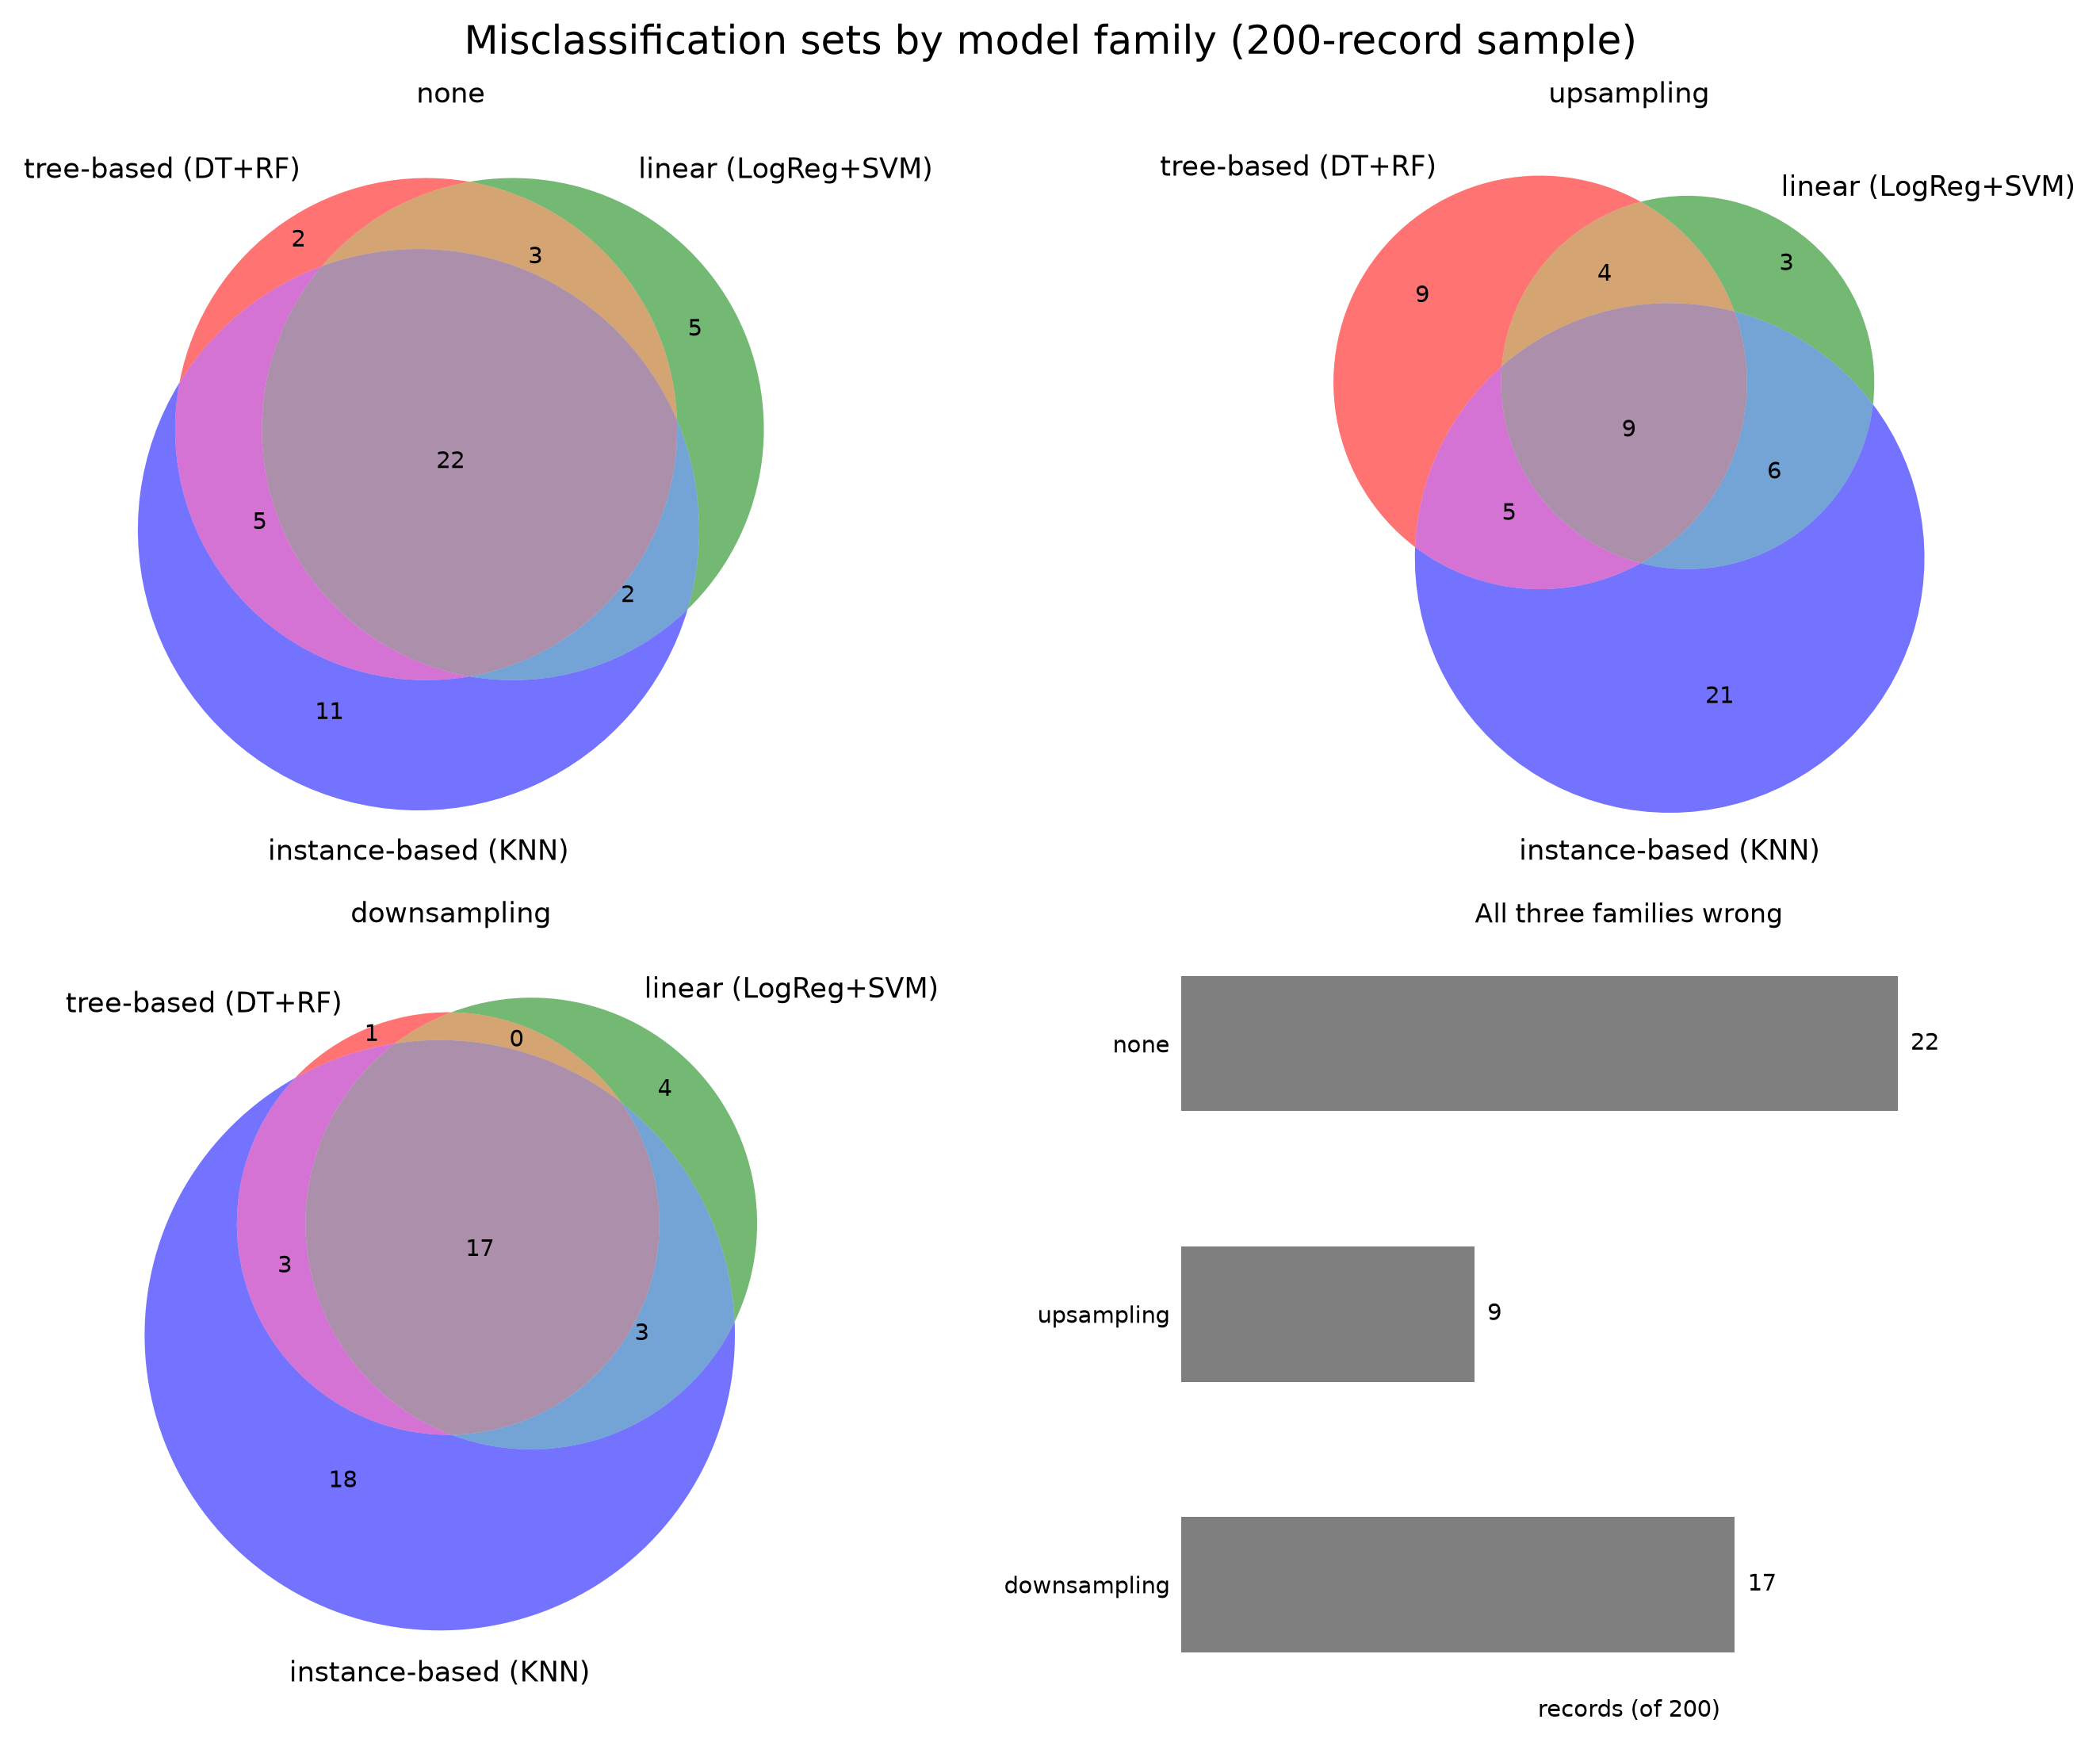 Misclassification sets by model family (200-record sample)
none
tree-based (DT+RF)
linear (LogReg+SVM)
2
3
5
22
5
2
11
instance-based (KNN)
upsampling
tree-based (DT+RF)
linear (LogReg+SVM)
9
4
3
9
6
5
21
instance-based (KNN)
downsampling
tree-based (DT+RF)
linear (LogReg+SVM)
1
0
4
17
3
3
18
instance-based (KNN)
All three families wrong
none
22
upsampling
9
downsampling
17
records (of 200)